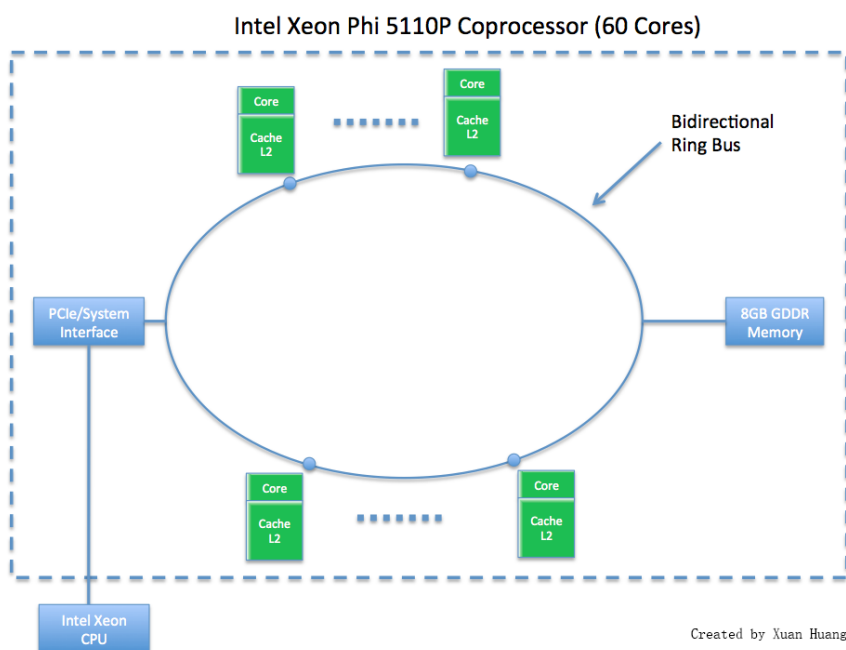 Intel Xeon Phi 5110P Coprocessor (60 Cores)
Core
Cache
L2
Core
Cache
L2
Bidirectional
Ring Bus
PCIe/System
Interface
8GB GDDR
Memory
Core
Cache
L2
Core
Cache
L2
Intel Xeon
CPU
Created by Xuan Huang